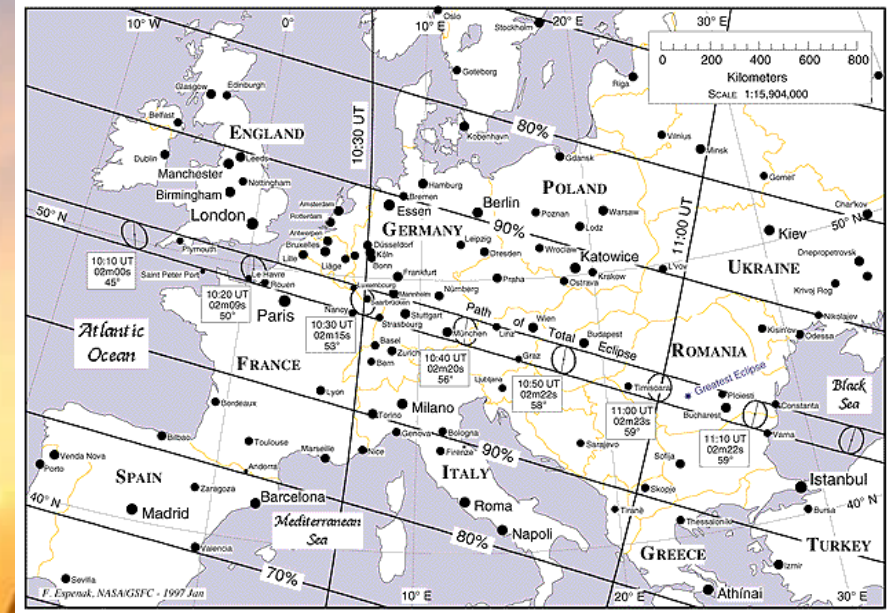 10° W
0°
10° E
20° E
30° E
Oslo
Stockholm
Goteborg
Riga
0 200 400 600 800
Kilometers
SCALE 1:15,904,000
Glasgow
Edinburgh
Belfast
ENGLAND
Dublin
Leeds
Manchester
Nottingham
Birmingham
London
Plymouth
Saint Peter Port
10:30 UT
Kobenhavn
80%
Gdansk
Vilnius
Minsk
Gomel'
Hamburg
Bremen
Amsterdam
Rotterdam
Essen
Berlin
POLAND
Poznan
Warsaw
Lodz
90%
GERMANY
Antwerpen
Bruxelles
Lille
Liäge
Düsseldorf
Köln
Bonn
Leipzig
Dresden
Wroclaw
Katowice
Krakow
Ostrava
11:00 UT
Lvov
Char'kov
50° N
Kiev
UKRAINE
Dnepropetrovsk
Krivoj Rog
Nikolajev
Odessa
Kisin'ov
50° N
10:10 UT
02m00s
45°
Le Havre
Rouen
10:20 UT
02m09s
50°
Paris
Luxembourg
Frankfurt
Mannheim
Saarbrücken
Nürnberg
Praha
Nancy
Stuttgart
Strasbourg
10:30 UT
02m15s
53°
München
Linz
Wien
Path of Total Eclipse
Budapest
Basel
Zurich
Bern
10:40 UT
02m20s
56°
Graz
Ljubljana
10:50 UT
02m22s
58°
ROMANIA
Greatest Eclipse
Timisoara
11:00 UT
02m23s
59°
Ploiesti
Bucharest
Constanta
11:10 UT
02m22s
59°
Varna
Black
Sea
Atlantic
Ocean
FRANCE
Lyon
Milano
Torino
Bordeaux
Genova
Bologna
Firenze
90%
Sarajevo
Sofija
Skopje
Istanbul
40° N
Bursa
Bilbao
Toulouse
Marseille
Nice
Andorra
ITALY
Venda Nova
Porto
SPAIN
Zaragoza
Barcelona
Roma
Tiranë
Thessaloniki
40° N
Madrid
Mediterranean
Sea
80%
Napoli
GREECE
TURKEY
Valencia
Izmir
70%
Sevilla
Athínai
F. Espenak, NASA/GSFC - 1997 Jan
10° E
20° E
30° E